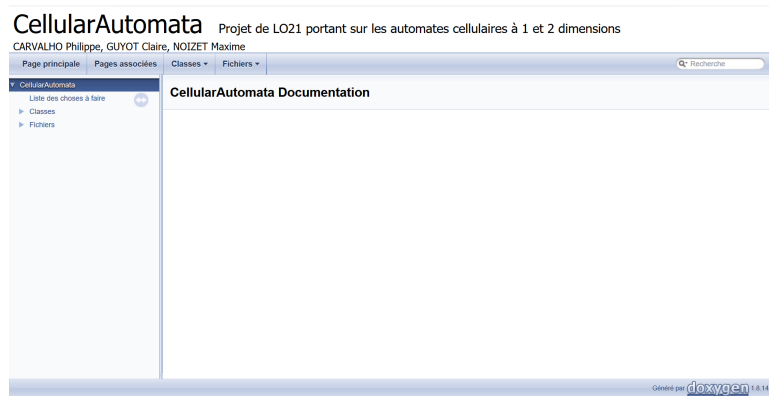 CellularAutomata Projet de LO21 portant sur les automates cellulaires à 1 et 2 dimensions
CARVALHO Philippe, GUYOT Claire, NOIZET Maxime
Page principale Pages associées Classes Fichiers Recherche
CellularAutomata
Liste des choses à faire
Classes
Fichiers
CellularAutomata Documentation
Généré par doxygen 1.8.14